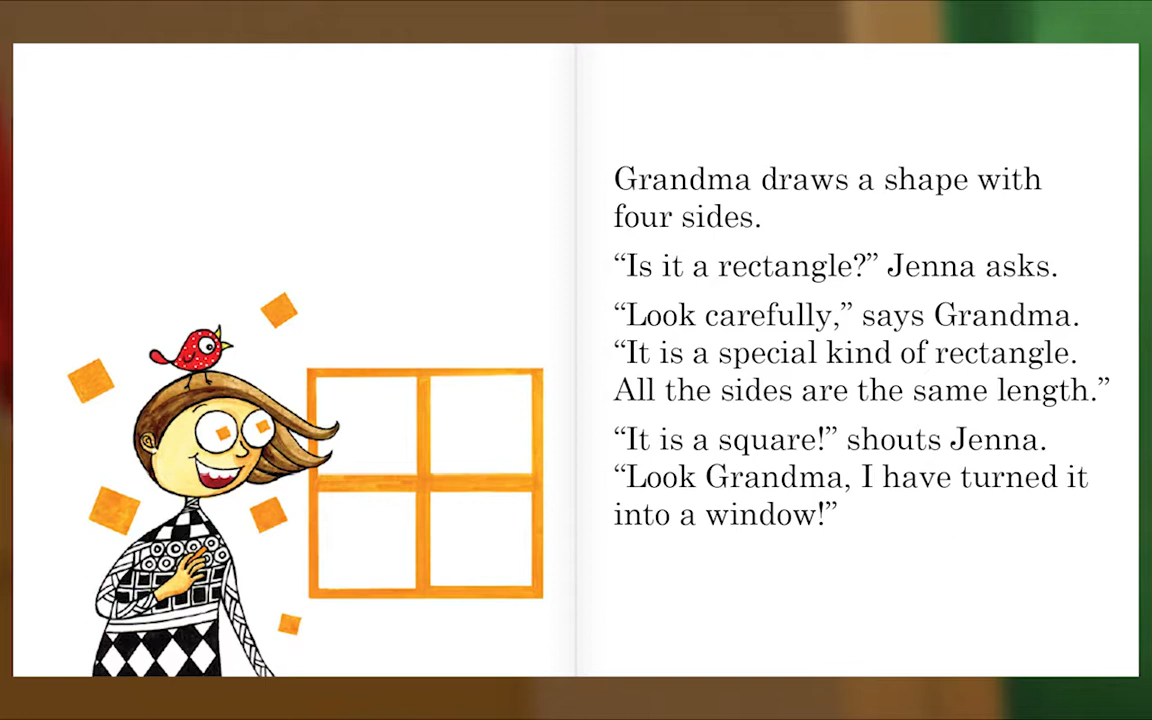 Grandma draws a shape with
four sides.
“Is it a rectangle?” Jenna asks.
“Look carefully,” says Grandma.
“It is a special kind of rectangle.
All the sides are the same length.”
“It is a square!” shouts Jenna.
“Look Grandma, I have turned it
into a window!”